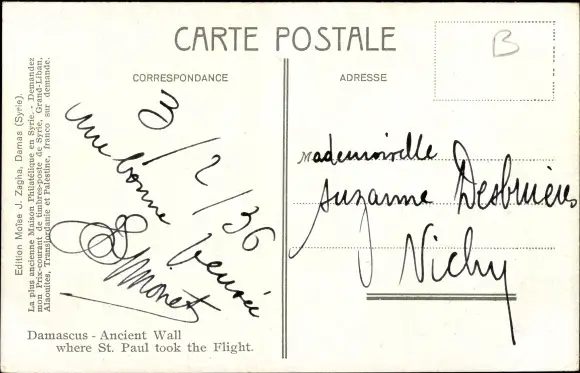 CARTE POSTALE
B
CORRESPONDANCE
ADRESSE
Edition Moïse J. Zagha, Damas (Syrie).
La plus ancienne Maison Philatélique en Syrie. - Demandez
mon Prix-courant de timbres-poste de Syrie, Grand-Liban,
Alaouites, Transjordanie et Palestine, franco sur demande.
3/2/36
une bonne pensée
Mademoiselle
Suzanne Desbruières
Vichy
Damascus - Ancient Wall
where St. Paul took the Flight.